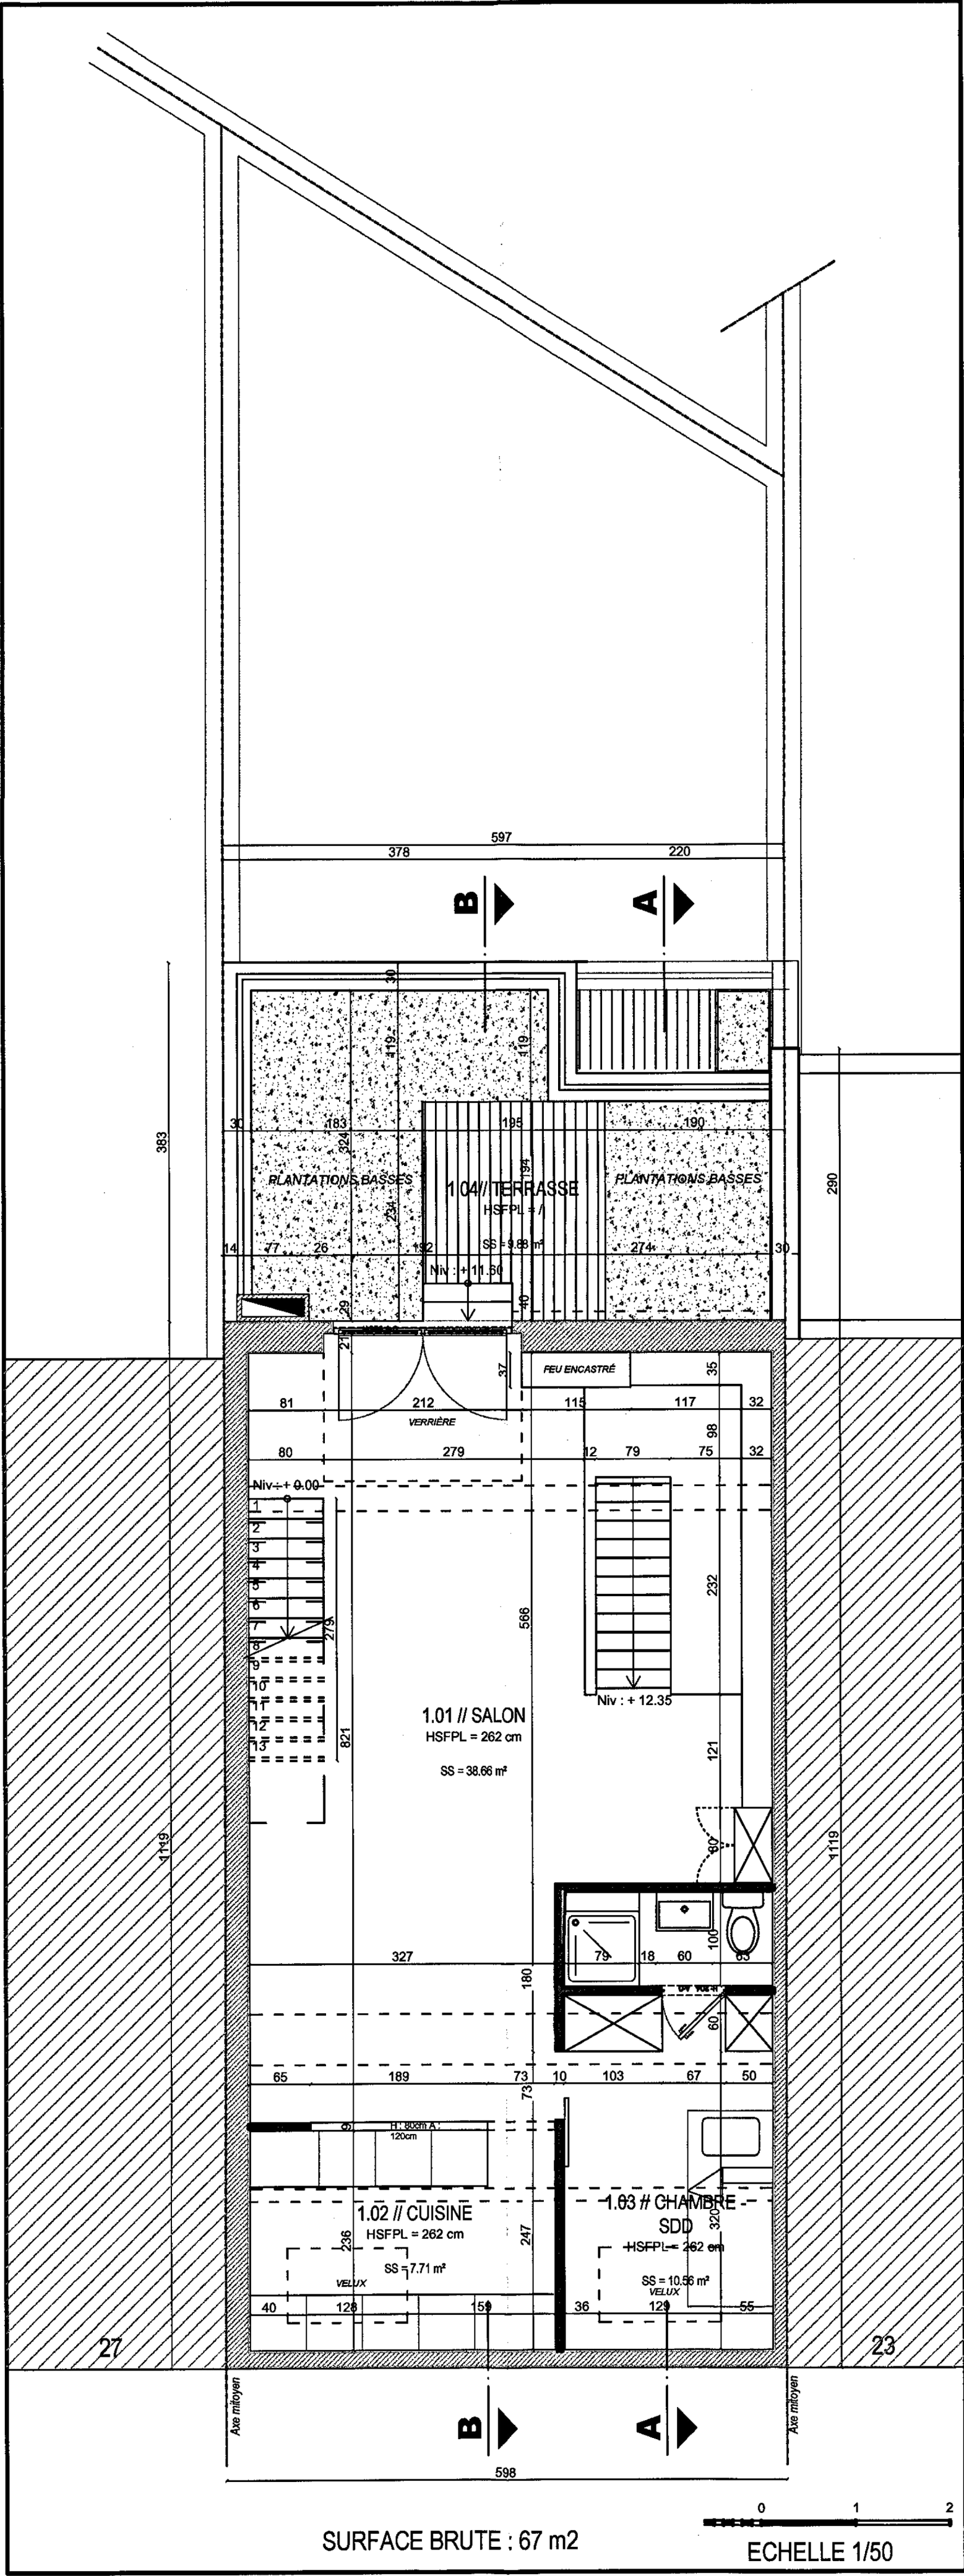 597
378 220
B A
30
119 119
30 183 195 190
383
324
290
194
PLANTATIONS BASSES
PLANTATIONS BASSES
1.04// TERRASSE
HSFPL = /
234
SS = 9.88 m²
14 77 26 192 274 30
Niv : + 11.60
29 40
21
37
FEU ENCASTRÉ
35
81 212 115 117 32
VERRIÈRE
98
80 279 12 79 75 32
Niv : + 0.00
1
2
3
4
5
6
7
8
9
10
11
12
13
279
566
232
Niv : + 12.35
1.01 // SALON
HSFPL = 262 cm
821
121
SS = 38.66 m²
1119
1119
80
100
327 79 18 60 63
180
60
65 189 73 10 103 67 50
73
9
H : 80cm A :
120cm
1.02 // CUISINE
HSFPL = 262 cm
1.03 // CHAMBRE -
SDD
HSFPL = 262 cm
236
247
320
SS = 7.71 m²
VELUX
SS = 10.56 m²
VELUX
40 128 159 36 129 55
27
23
Axe mitoyen
Axe mitoyen
B A
598
SURFACE BRUTE : 67 m2
0 1 2
ECHELLE 1/50